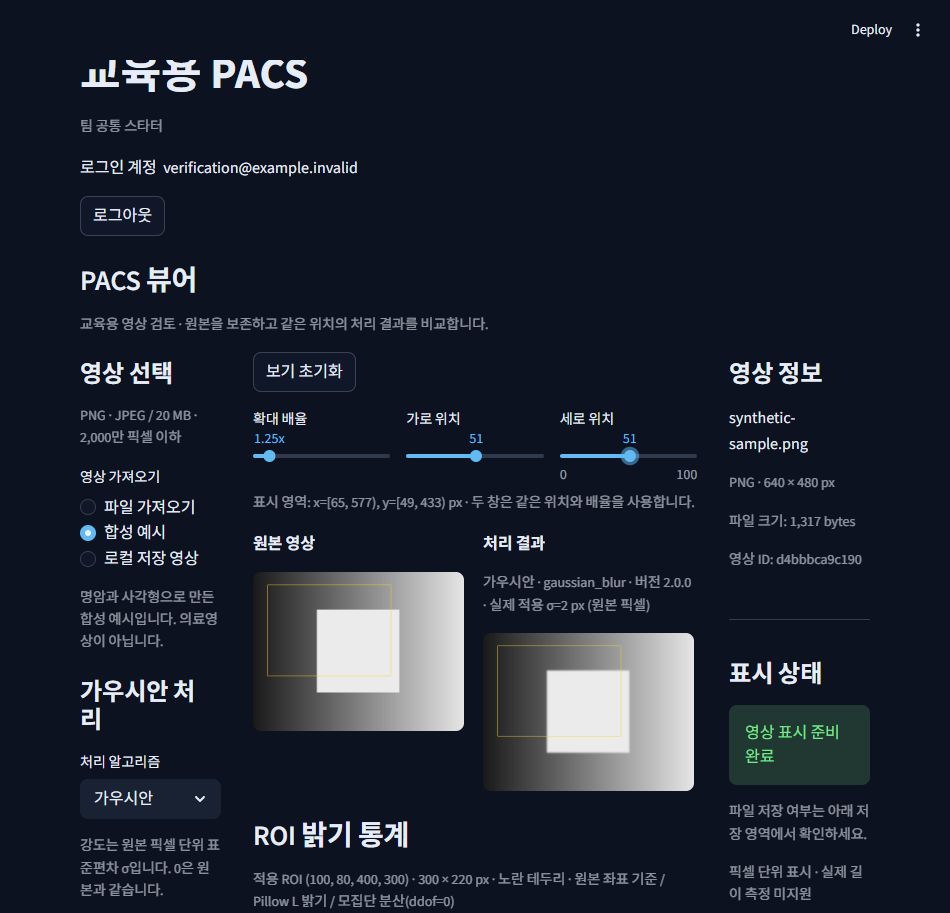 Deploy
교육용 PACS
팀 공통 스타터
로그인 계정 verification@example.invalid
로그아웃
PACS 뷰어
교육용 영상 검토 · 원본을 보존하고 같은 위치의 처리 결과를 비교합니다.
영상 선택
PNG · JPEG / 20 MB ·
2,000만 픽셀 이하
영상 가져오기
파일 가져오기
합성 예시
로컬 저장 영상
명암과 사각형으로 만든
합성 예시입니다. 의료영
상이 아닙니다.
가우시안 처
리
처리 알고리즘
가우시안
강도는 원본 픽셀 단위 표
준편차 σ입니다. 0은 원
본과 같습니다.
보기 초기화
확대 배율
1.25x
가로 위치
51
세로 위치
51
0
100
표시 영역: x=[65, 577), y=[49, 433) px · 두 창은 같은 위치와 배율을 사용합니다.
원본 영상
처리 결과
가우시안 · gaussian_blur · 버전 2.0.0
· 실제 적용 σ=2 px (원본 픽셀)
ROI 밝기 통계
적용 ROI (100, 80, 400, 300) · 300 × 220 px · 노란 테두리 · 원본 좌표 기준 /
Pillow L 밝기 / 모집단 분산(ddof=0)
영상 정보
synthetic-
sample.png
PNG · 640 × 480 px
파일 크기: 1,317 bytes
영상 ID: d4bbbca9c190
표시 상태
영상 표시 준비
완료
파일 저장 여부는 아래 저
장 영역에서 확인하세요.
픽셀 단위 표시 · 실제 길
이 측정 미지원